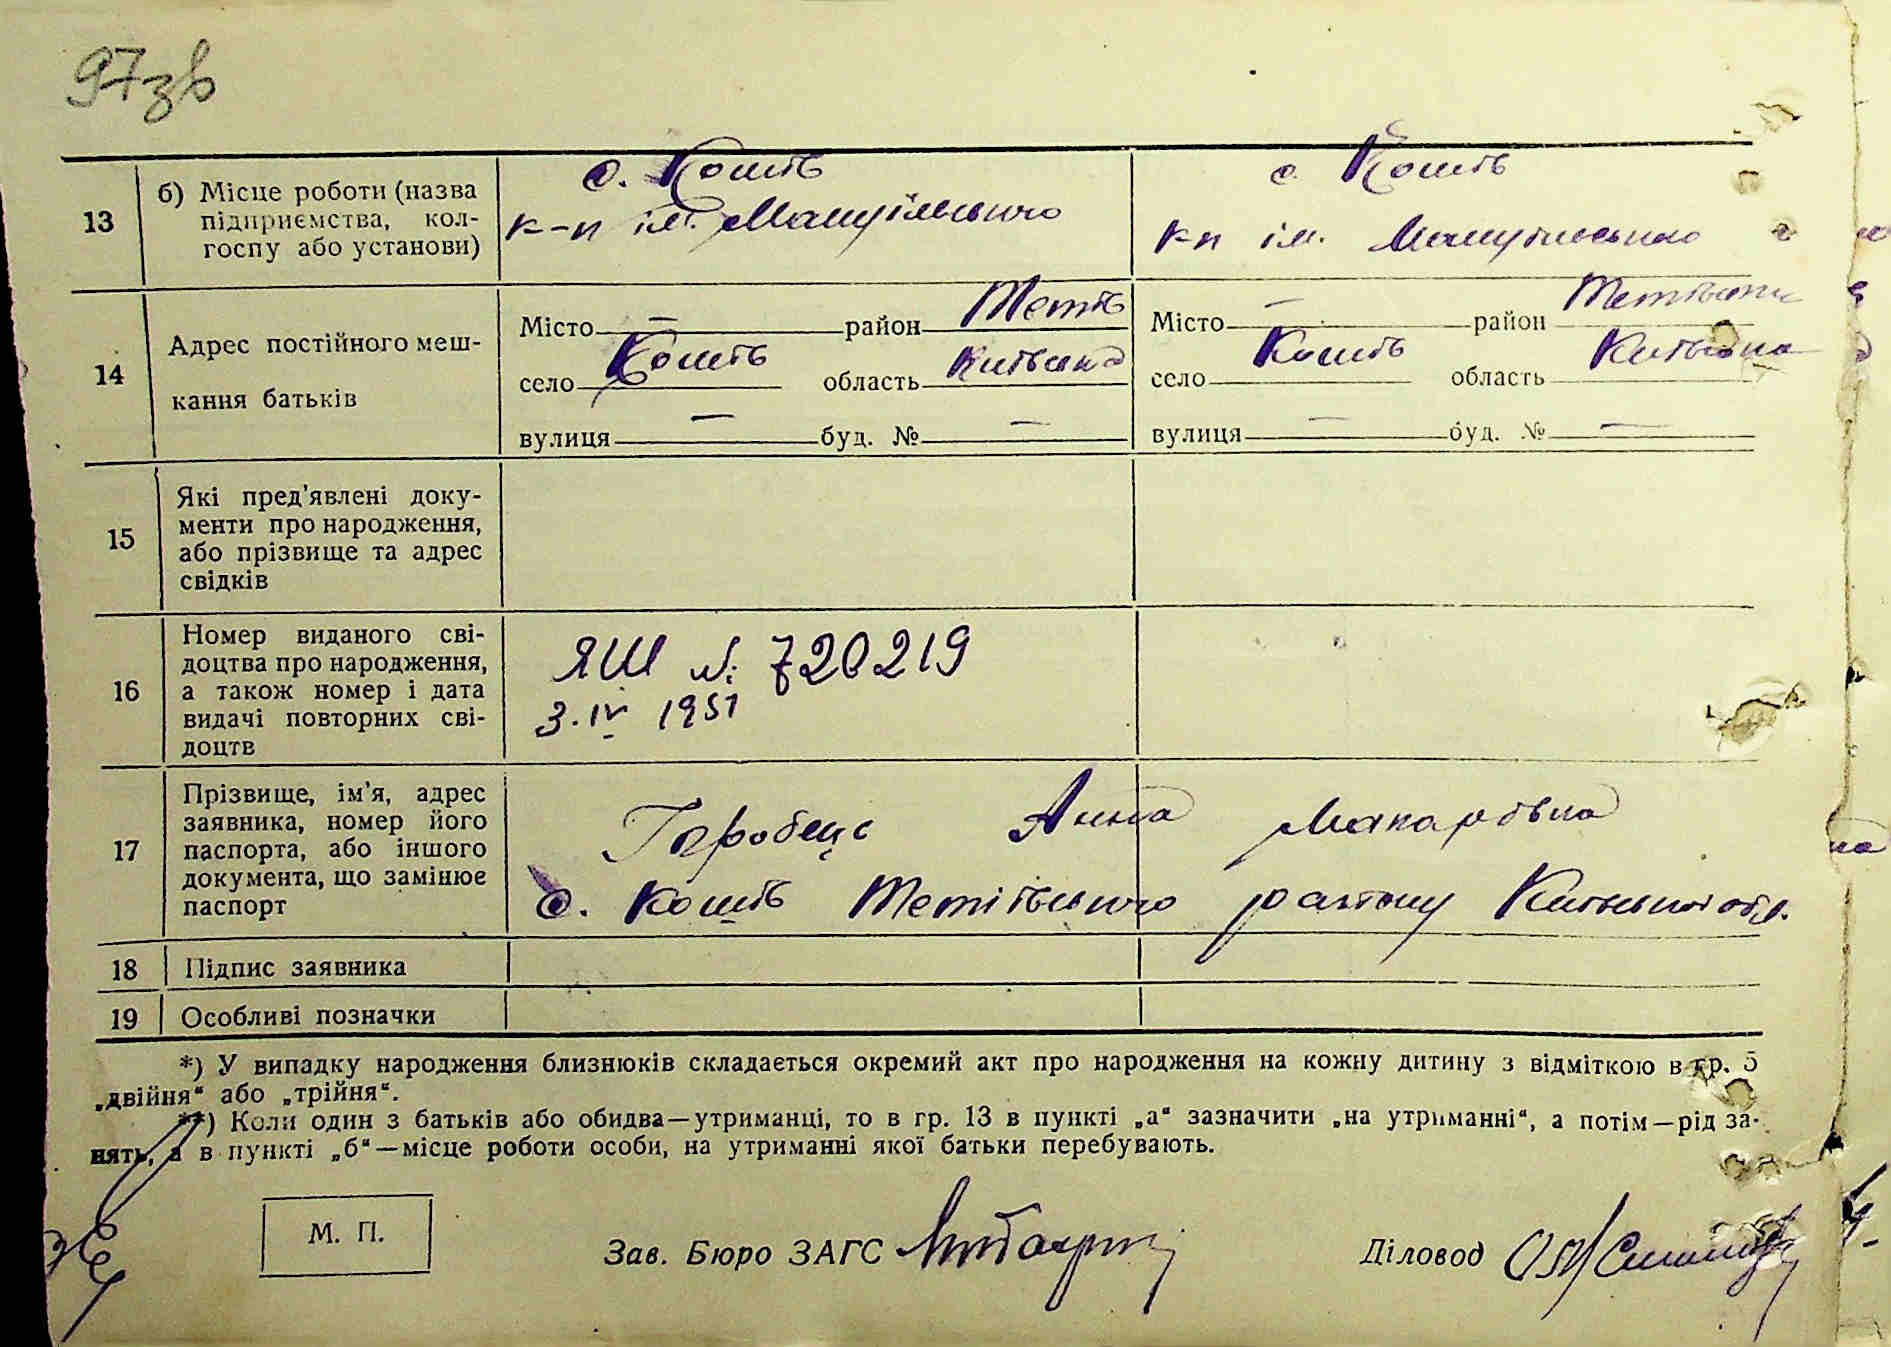 97зв
13
б) Місце роботи (назва
підприємства, кол-
госпу або установи)
с. Кошів
к-п ім. Мануїльського
с. Кошів
кп ім. Мануїльського
14
Адрес постійного меш-
кання батьків
Місто — район Тетів
село Кошів область Київська
вулиця — буд. № —
Місто — район Тетівськи
село Кошів область Київська
вулиця — буд. № —
15
Які пред’явлені доку-
менти про народження,
або прізвище та адрес
свідків
16
Номер виданого сві-
доцтва про народження,
а також номер і дата
видачі повторних сві-
доцтв
ЯШ №: 720219
3.IV 1951
17
Прізвище, ім’я, адрес
заявника, номер його
паспорта, або іншого
документа, що замінює
паспорт
Горобець Анна Макарівна
с. Кошів Тетіївського району Київської обл.
18
Підпис заявника
19
Особливі позначки
*) У випадку народження близнюків складається окремий акт про народження на кожну дитину з відміткою в гр. 5
„двійня“ або „трійня“.
**) Коли один з батьків або обидва—утриманці, то в гр. 13 в пункті „а“ зазначити „на утриманні“, а потім—рід за-
нять, а в пункті „б“—місце роботи особи, на утриманні якої батьки перебувають.
М. П.
Зав. Бюро ЗАГС
Діловод